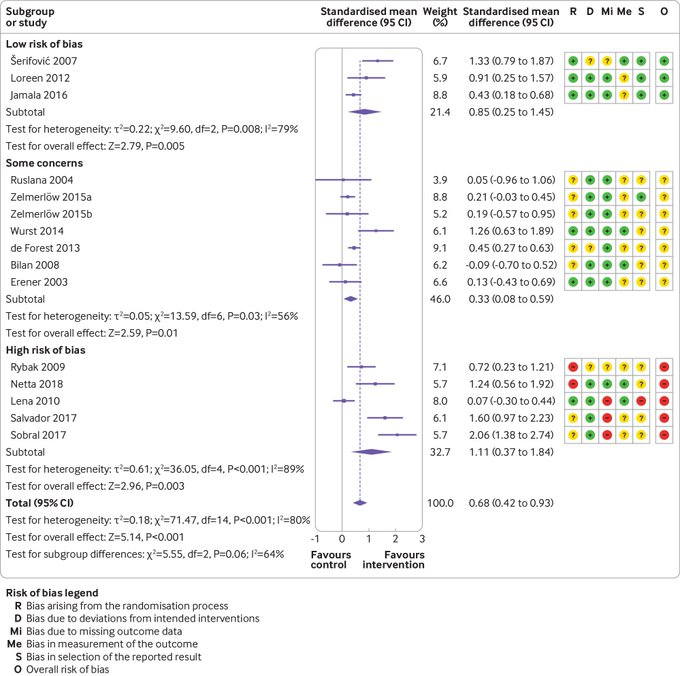 Subgroup or study Standardised mean difference (95 CI) Weight (%) Standardised mean difference (95 CI) R D Mi Me S O
Low risk of bias
Šerifović 2007 6.7 1.33 (0.79 to 1.87) + ? ? + + +
Loreen 2012 5.9 0.91 (0.25 to 1.57) + + + ? + +
Jamala 2016 8.8 0.43 (0.18 to 0.68) + + + ? + +
Subtotal 21.4 0.85 (0.25 to 1.45)
Test for heterogeneity: τ²=0.22; χ²=9.60, df=2, P=0.008; I²=79%
Test for overall effect: Z=2.79, P=0.005
Some concerns
Ruslana 2004 3.9 0.05 (-0.96 to 1.06) ? + + ? ? ?
Zelmerlöw 2015a 8.8 0.21 (-0.03 to 0.45) ? + + ? + ?
Zelmerlöw 2015b 5.2 0.19 (-0.57 to 0.95) ? + + ? ? ?
Wurst 2014 6.1 1.26 (0.63 to 1.89) + + + + ? ?
de Forest 2013 9.1 0.45 (0.27 to 0.63) ? ? + ? ? ?
Bilan 2008 6.2 -0.09 (-0.70 to 0.52) ? + + + ? ?
Erener 2003 6.6 0.13 (-0.43 to 0.69) + + + ? ? ?
Subtotal 46.0 0.33 (0.08 to 0.59)
Test for heterogeneity: τ²=0.05; χ²=13.59, df=6, P=0.03; I²=56%
Test for overall effect: Z=2.59, P=0.01
High risk of bias
Rybak 2009 7.1 0.72 (0.23 to 1.21) – ? ? ? ? –
Netta 2018 5.7 1.24 (0.56 to 1.92) – + + + ? –
Lena 2010 8.0 0.07 (-0.30 to 0.44) + + – + – –
Salvador 2017 6.1 1.60 (0.97 to 2.23) ? + – ? ? –
Sobral 2017 5.7 2.06 (1.38 to 2.74) ? + – ? ? –
Subtotal 32.7 1.11 (0.37 to 1.84)
Test for heterogeneity: τ²=0.61; χ²=36.05, df=4, P<0.001; I²=89%
Test for overall effect: Z=2.96, P=0.003
Total (95% CI) 100.0 0.68 (0.42 to 0.93)
Test for heterogeneity: τ²=0.18; χ²=71.47, df=14, P<0.001; I²=80%
Test for overall effect: Z=5.14, P<0.001
Test for subgroup differences: χ²=5.55, df=2, P=0.06; I²=64%
-1 0 1 2 3
Favours control Favours intervention
Risk of bias legend
R Bias arising from the randomisation process
D Bias due to deviations from intended interventions
Mi Bias due to missing outcome data
Me Bias in measurement of the outcome
S Bias in selection of the reported result
O Overall risk of bias